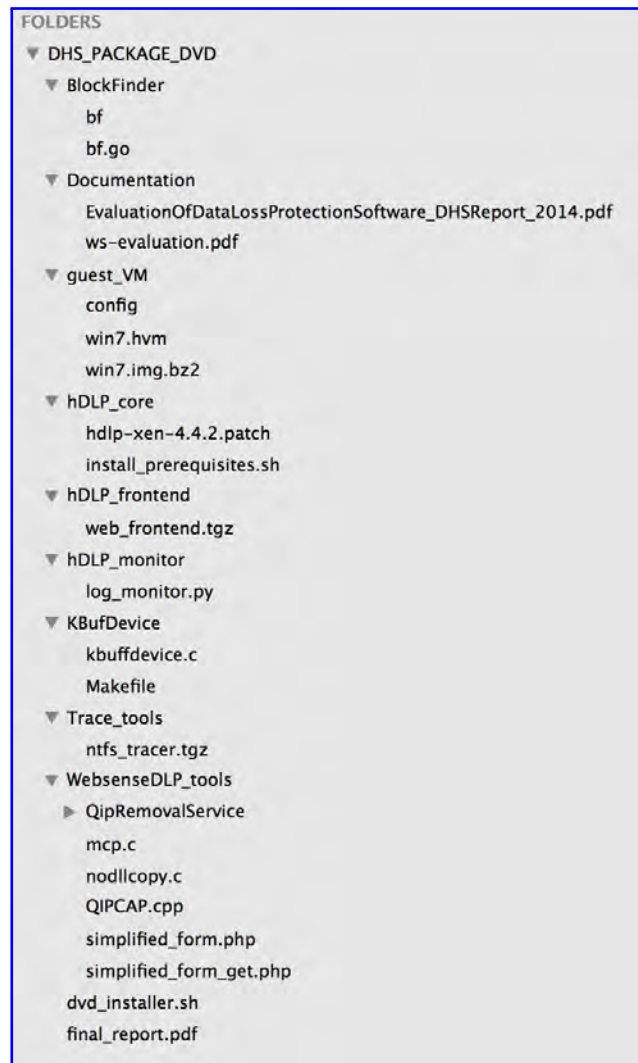 FOLDERS
DHS_PACKAGE_DVD
BlockFinder
bf
bf.go
Documentation
EvaluationOfDataLossProtectionSoftware_DHSReport_2014.pdf
ws-evaluation.pdf
guest_VM
config
win7.hvm
win7.img.bz2
hDLP_core
hdlp-xen-4.4.2.patch
install_prerequisites.sh
hDLP_frontend
web_frontend.tgz
hDLP_monitor
log_monitor.py
KBufDevice
kbuffdevice.c
Makefile
Trace_tools
ntfs_tracer.tgz
WebsenseDLP_tools
QipRemovalService
mcp.c
nodllcopy.c
QIPCAP.cpp
simplified_form.php
simplified_form_get.php
dvd_installer.sh
final_report.pdf